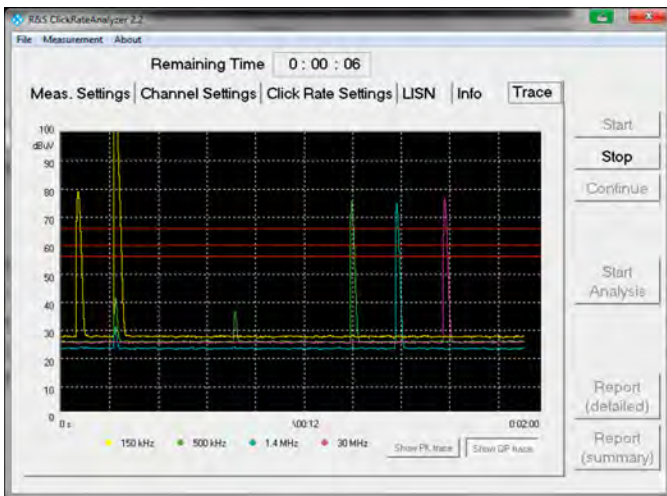 R&S ClickRateAnalyzer 2.2
File Measurement About
Remaining Time 0 : 00 : 06
Meas. Settings Channel Settings Click Rate Settings LISN Info Trace
Start
Stop
Continue
Start
Analysis
Report
(detailed)
Report
(summary)
100
dBuV
90
80
70
60
50
40
30
20
10
0
0 s 0:02:00
150 kHz 500 kHz 1.4 MHz 30 MHz Show PK trace Show QP trace